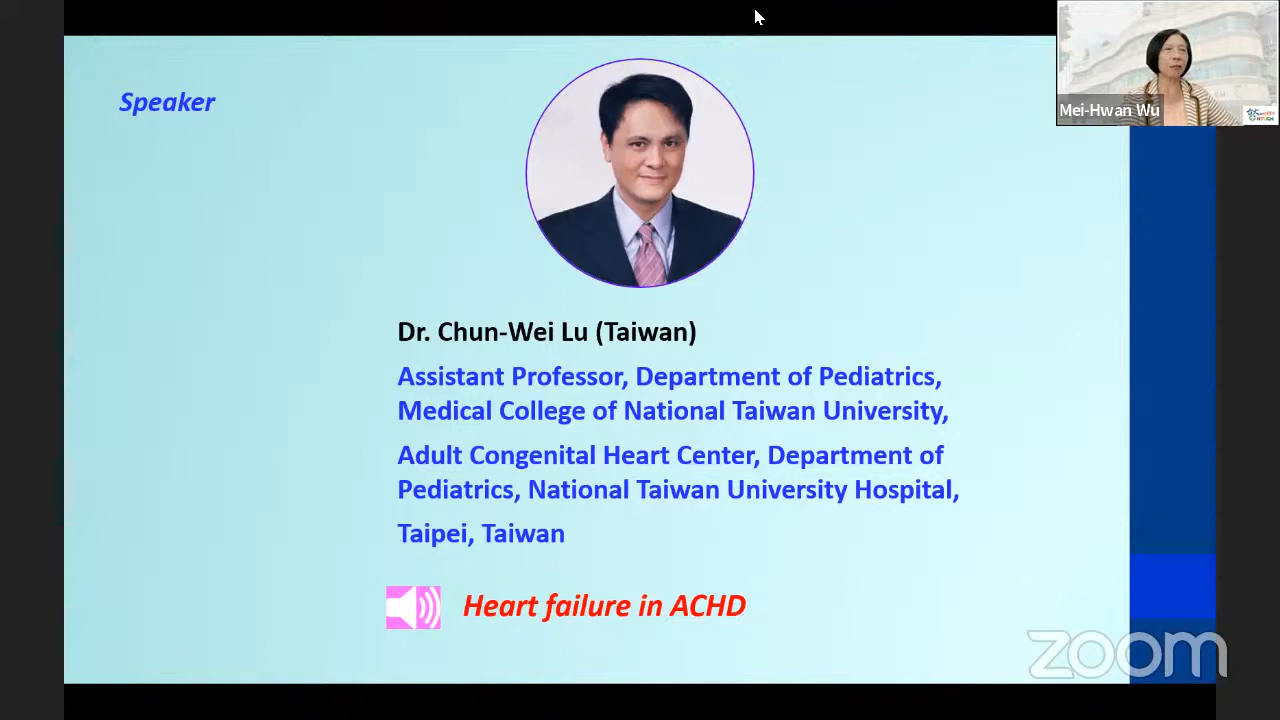 Speaker
Mei-Hwan Wu
Dr. Chun-Wei Lu (Taiwan)
Assistant Professor, Department of Pediatrics,
Medical College of National Taiwan University,
Adult Congenital Heart Center, Department of
Pediatrics, National Taiwan University Hospital,
Taipei, Taiwan
Heart failure in ACHD
zoom